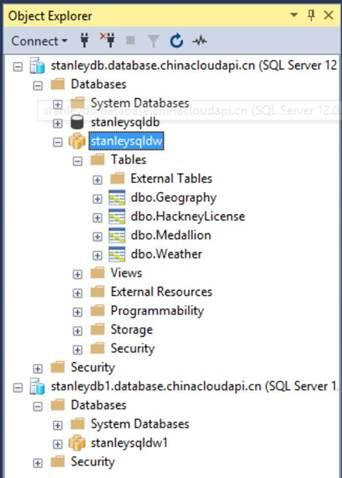 Object Explorer
Connect
stanleydb.database.chinacloudapi.cn (SQL Server 12
Databases
System Databases
stanleysqldb
stanleysqldw
Tables
External Tables
dbo.Geography
dbo.HackneyLicense
dbo.Medallion
dbo.Weather
Views
External Resources
Programmability
Storage
Security
Security
stanleydb1.database.chinacloudapi.cn (SQL Server 1
Databases
System Databases
stanleysqldw1
Security